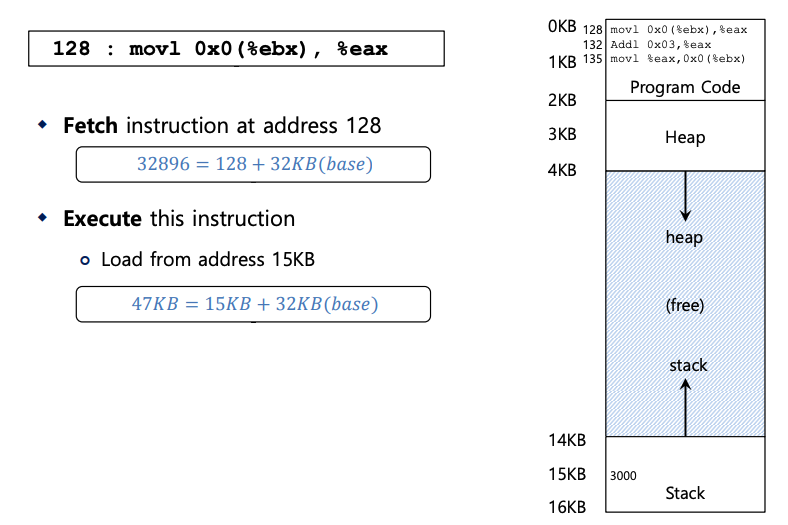 128 : movl 0x0(%ebx), %eax
Fetch instruction at address 128
32896 = 128 + 32KB(base)
Execute this instruction
Load from address 15KB
47KB = 15KB + 32KB(base)
0KB
128 movl 0x0(%ebx),%eax
132 Addl 0x03,%eax
1KB
135 movl %eax,0x0(%ebx)
Program Code
2KB
3KB
Heap
4KB
heap
(free)
stack
14KB
15KB
3000
Stack
16KB